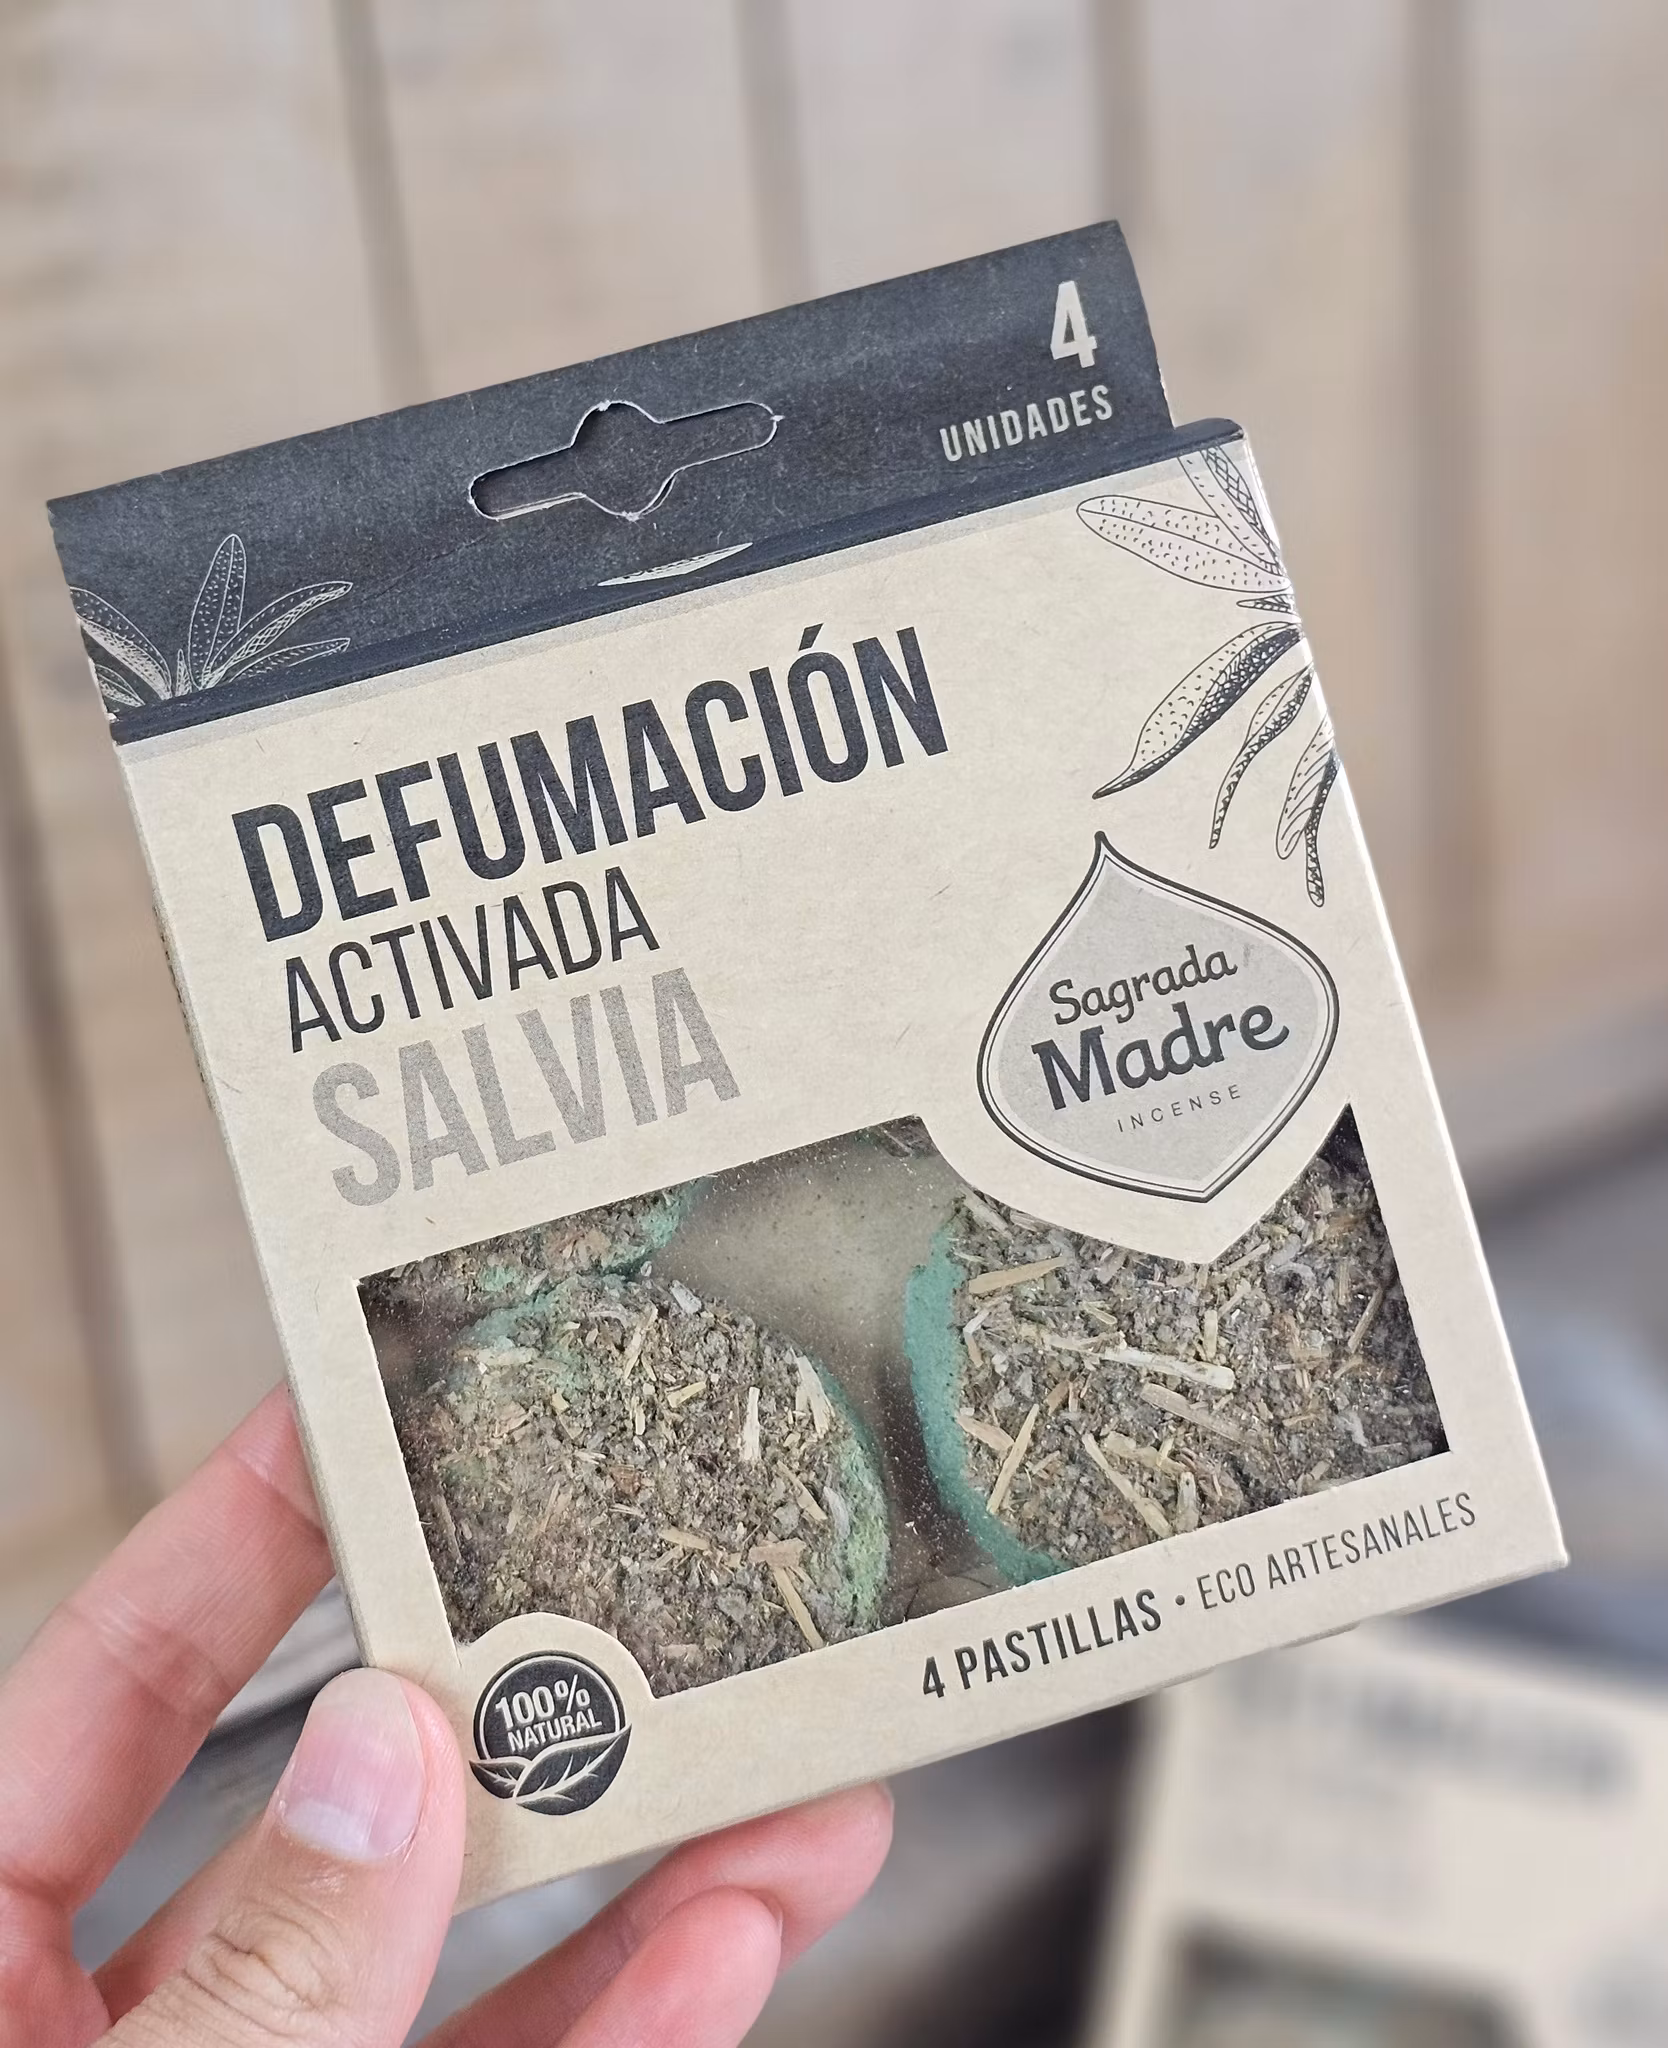 4
UNIDADES
DEFUMACIÓN
ACTIVADA
SALVIA
Sagrada
Madre
INCENSE
4 PASTILLAS • ECO ARTESANALES
100%
NATURAL